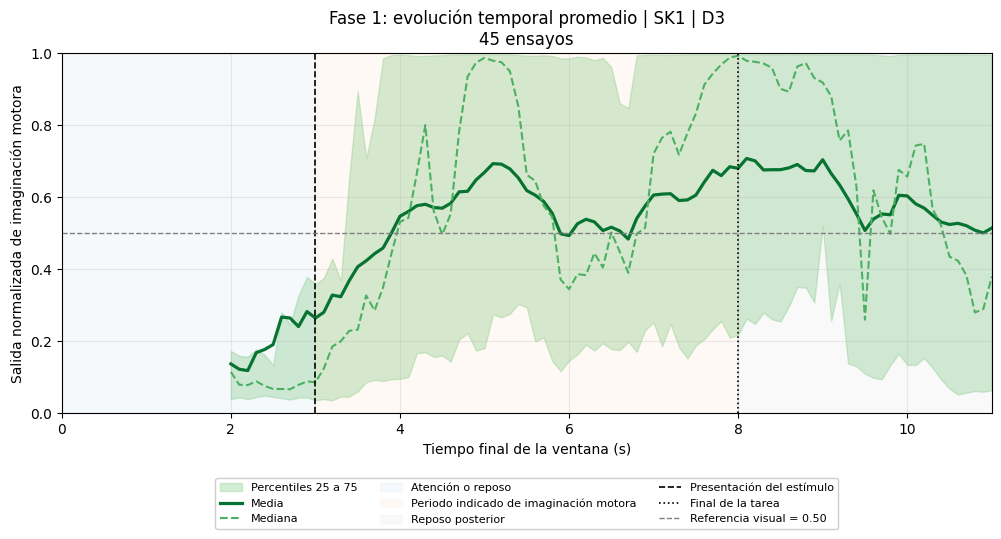 Fase 1: evolución temporal promedio | SK1 | D3
45 ensayos
Salida normalizada de imaginación motora
1.0
0.8
0.6
0.4
0.2
0.0
0
2
4
6
8
10
Tiempo final de la ventana (s)
Percentiles 25 a 75
Media
Mediana
Atención o reposo
Periodo indicado de imaginación motora
Reposo posterior
Presentación del estímulo
Final de la tarea
Referencia visual = 0.50